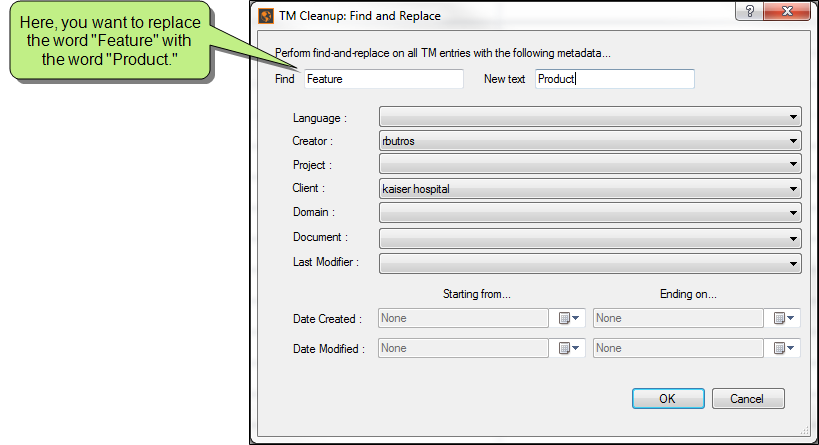 Here, you want to replace
the word "Feature" with
the word "Product."
TM Cleanup: Find and Replace
Perform find-and-replace on all TM entries with the following metadata...
Find Feature New text Product
Language :
Creator : rbutros
Project :
Client : kaiser hospital
Domain :
Document :
Last Modifier :
Starting from... Ending on...
Date Created : None None
Date Modified : None None
OK Cancel